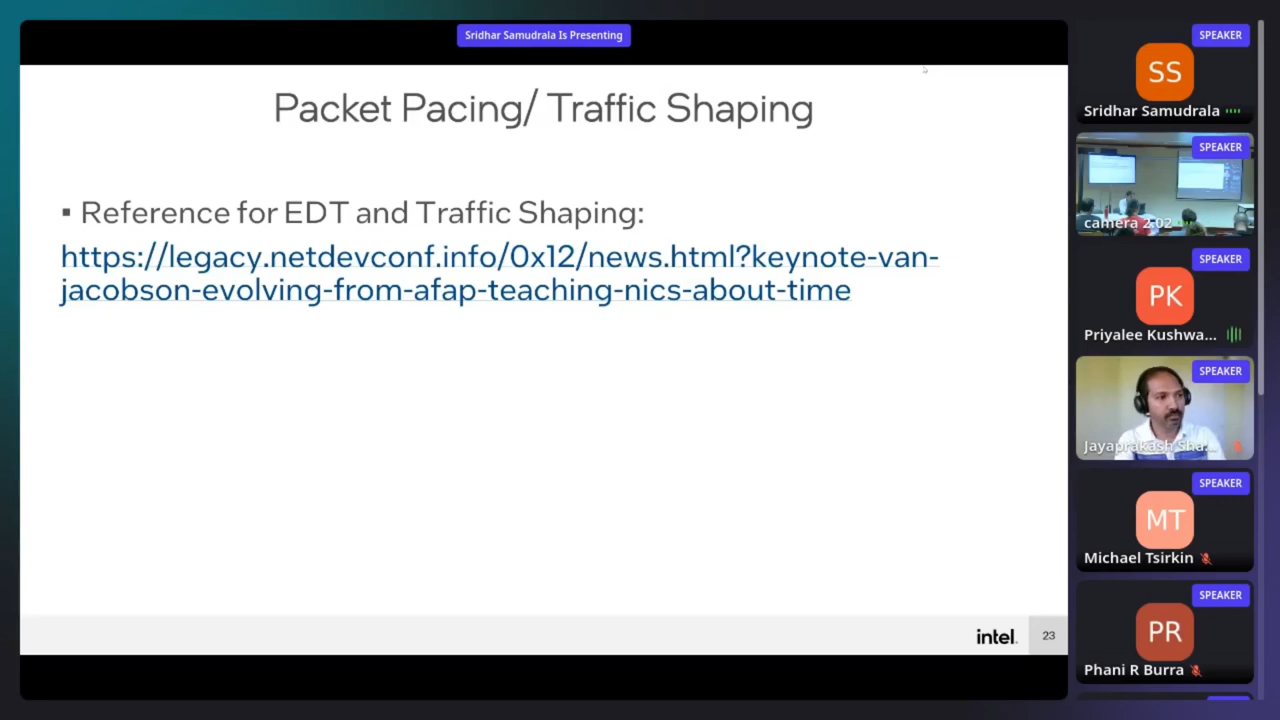 Sridhar Samudrala Is Presenting
Packet Pacing/ Traffic Shaping
▪ Reference for EDT and Traffic Shaping:
https://legacy.netdevconf.info/0x12/news.html?keynote-van-
jacobson-evolving-from-afap-teaching-nics-about-time
intel.
23
SPEAKER
SS
Sridhar Samudrala
SPEAKER
camera 2.02
SPEAKER
PK
Priyalee Kushwa...
SPEAKER
Jayaprakash Sha...
SPEAKER
MT
Michael Tsirkin
SPEAKER
PR
Phani R Burra